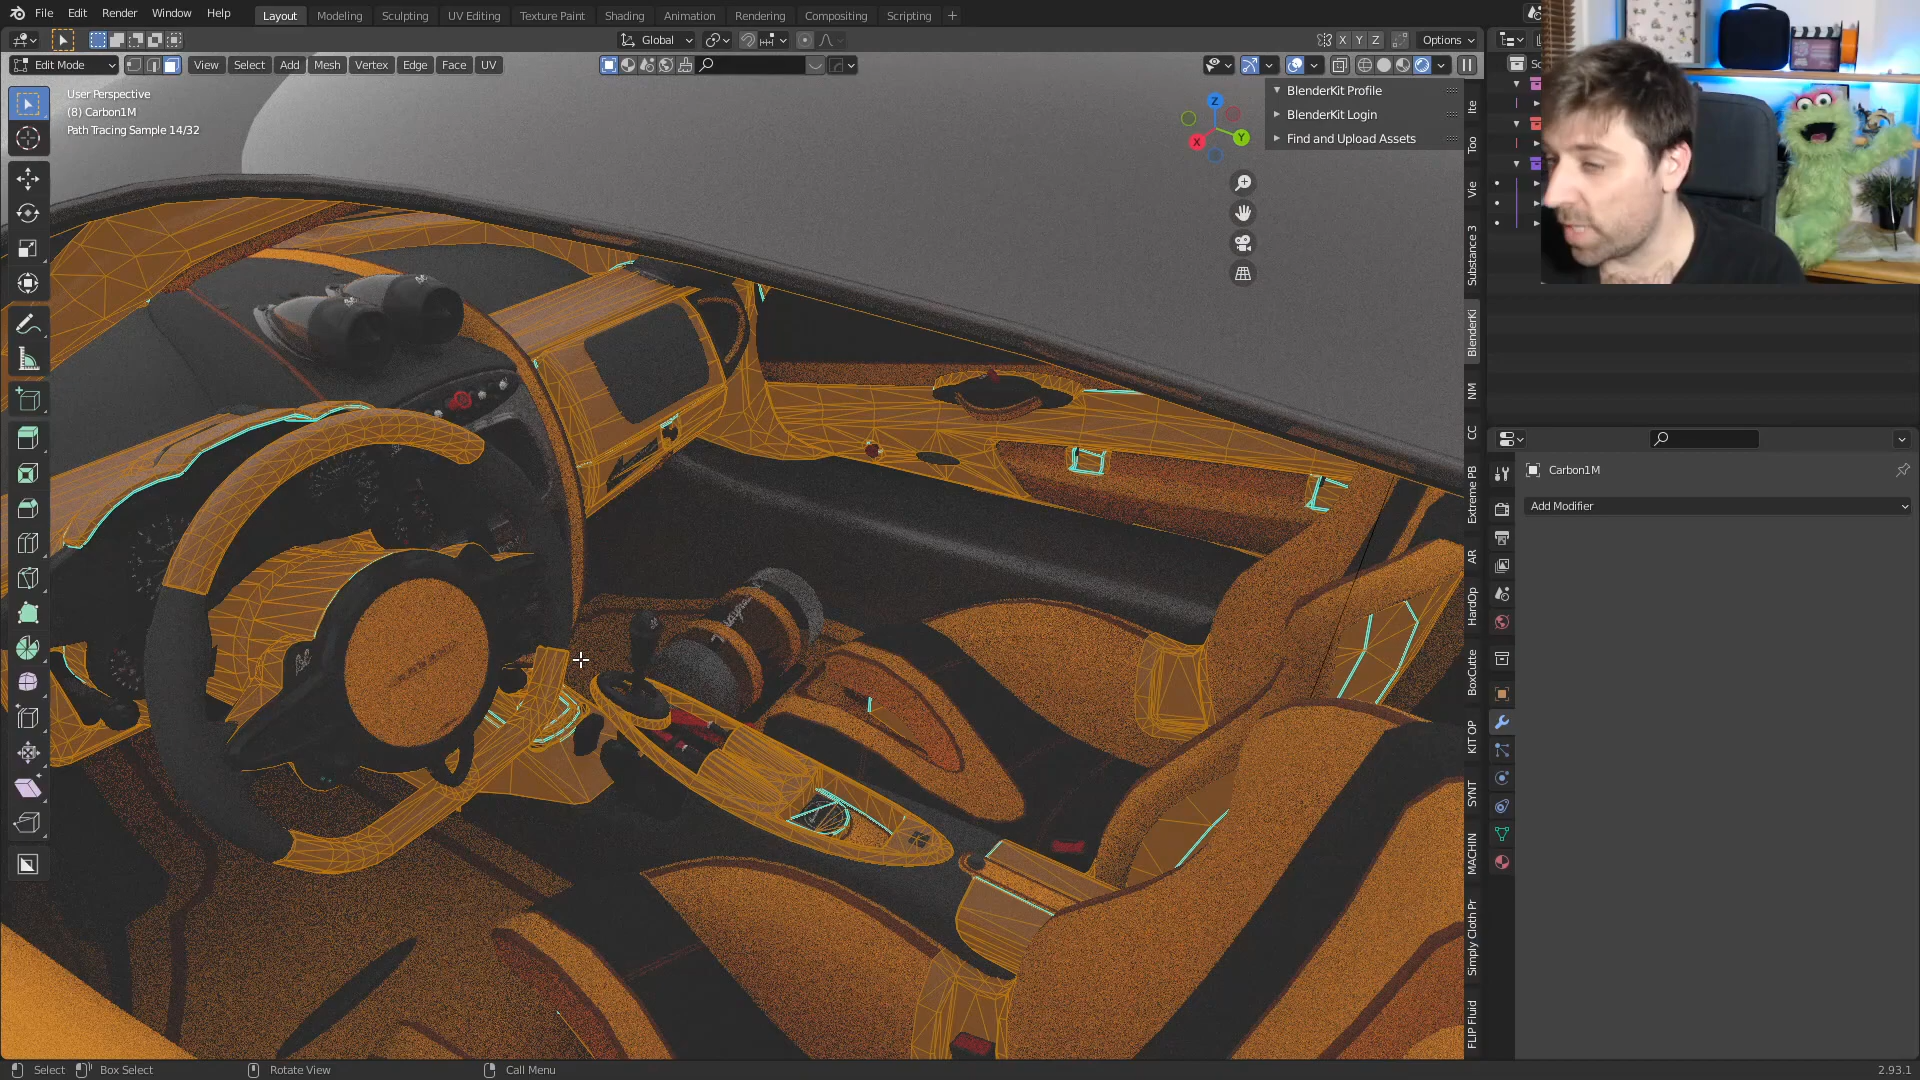 File Edit Render Window Help
Layout Modeling Sculpting UV Editing Texture Paint Shading Animation Rendering Compositing Scripting +
Global
X Y Z Options
Edit Mode View Select Add Mesh Vertex Edge Face UV
User Perspective
(8) Carbon1M
Path Tracing Sample 14/32
Z
X
Y
BlenderKit Profile
BlenderKit Login
Find and Upload Assets
Ite
Too
Vie
Substance 3
BlenderKi
NM
CC
Extreme PB
AR
HardOp
BoxCutte
KIT OP
SYNT
MACHIN
Simply Cloth Pr
FLIP Fluid
Sc
Carbon1M
Add Modifier
Select Box Select Rotate View Call Menu
2.93.1